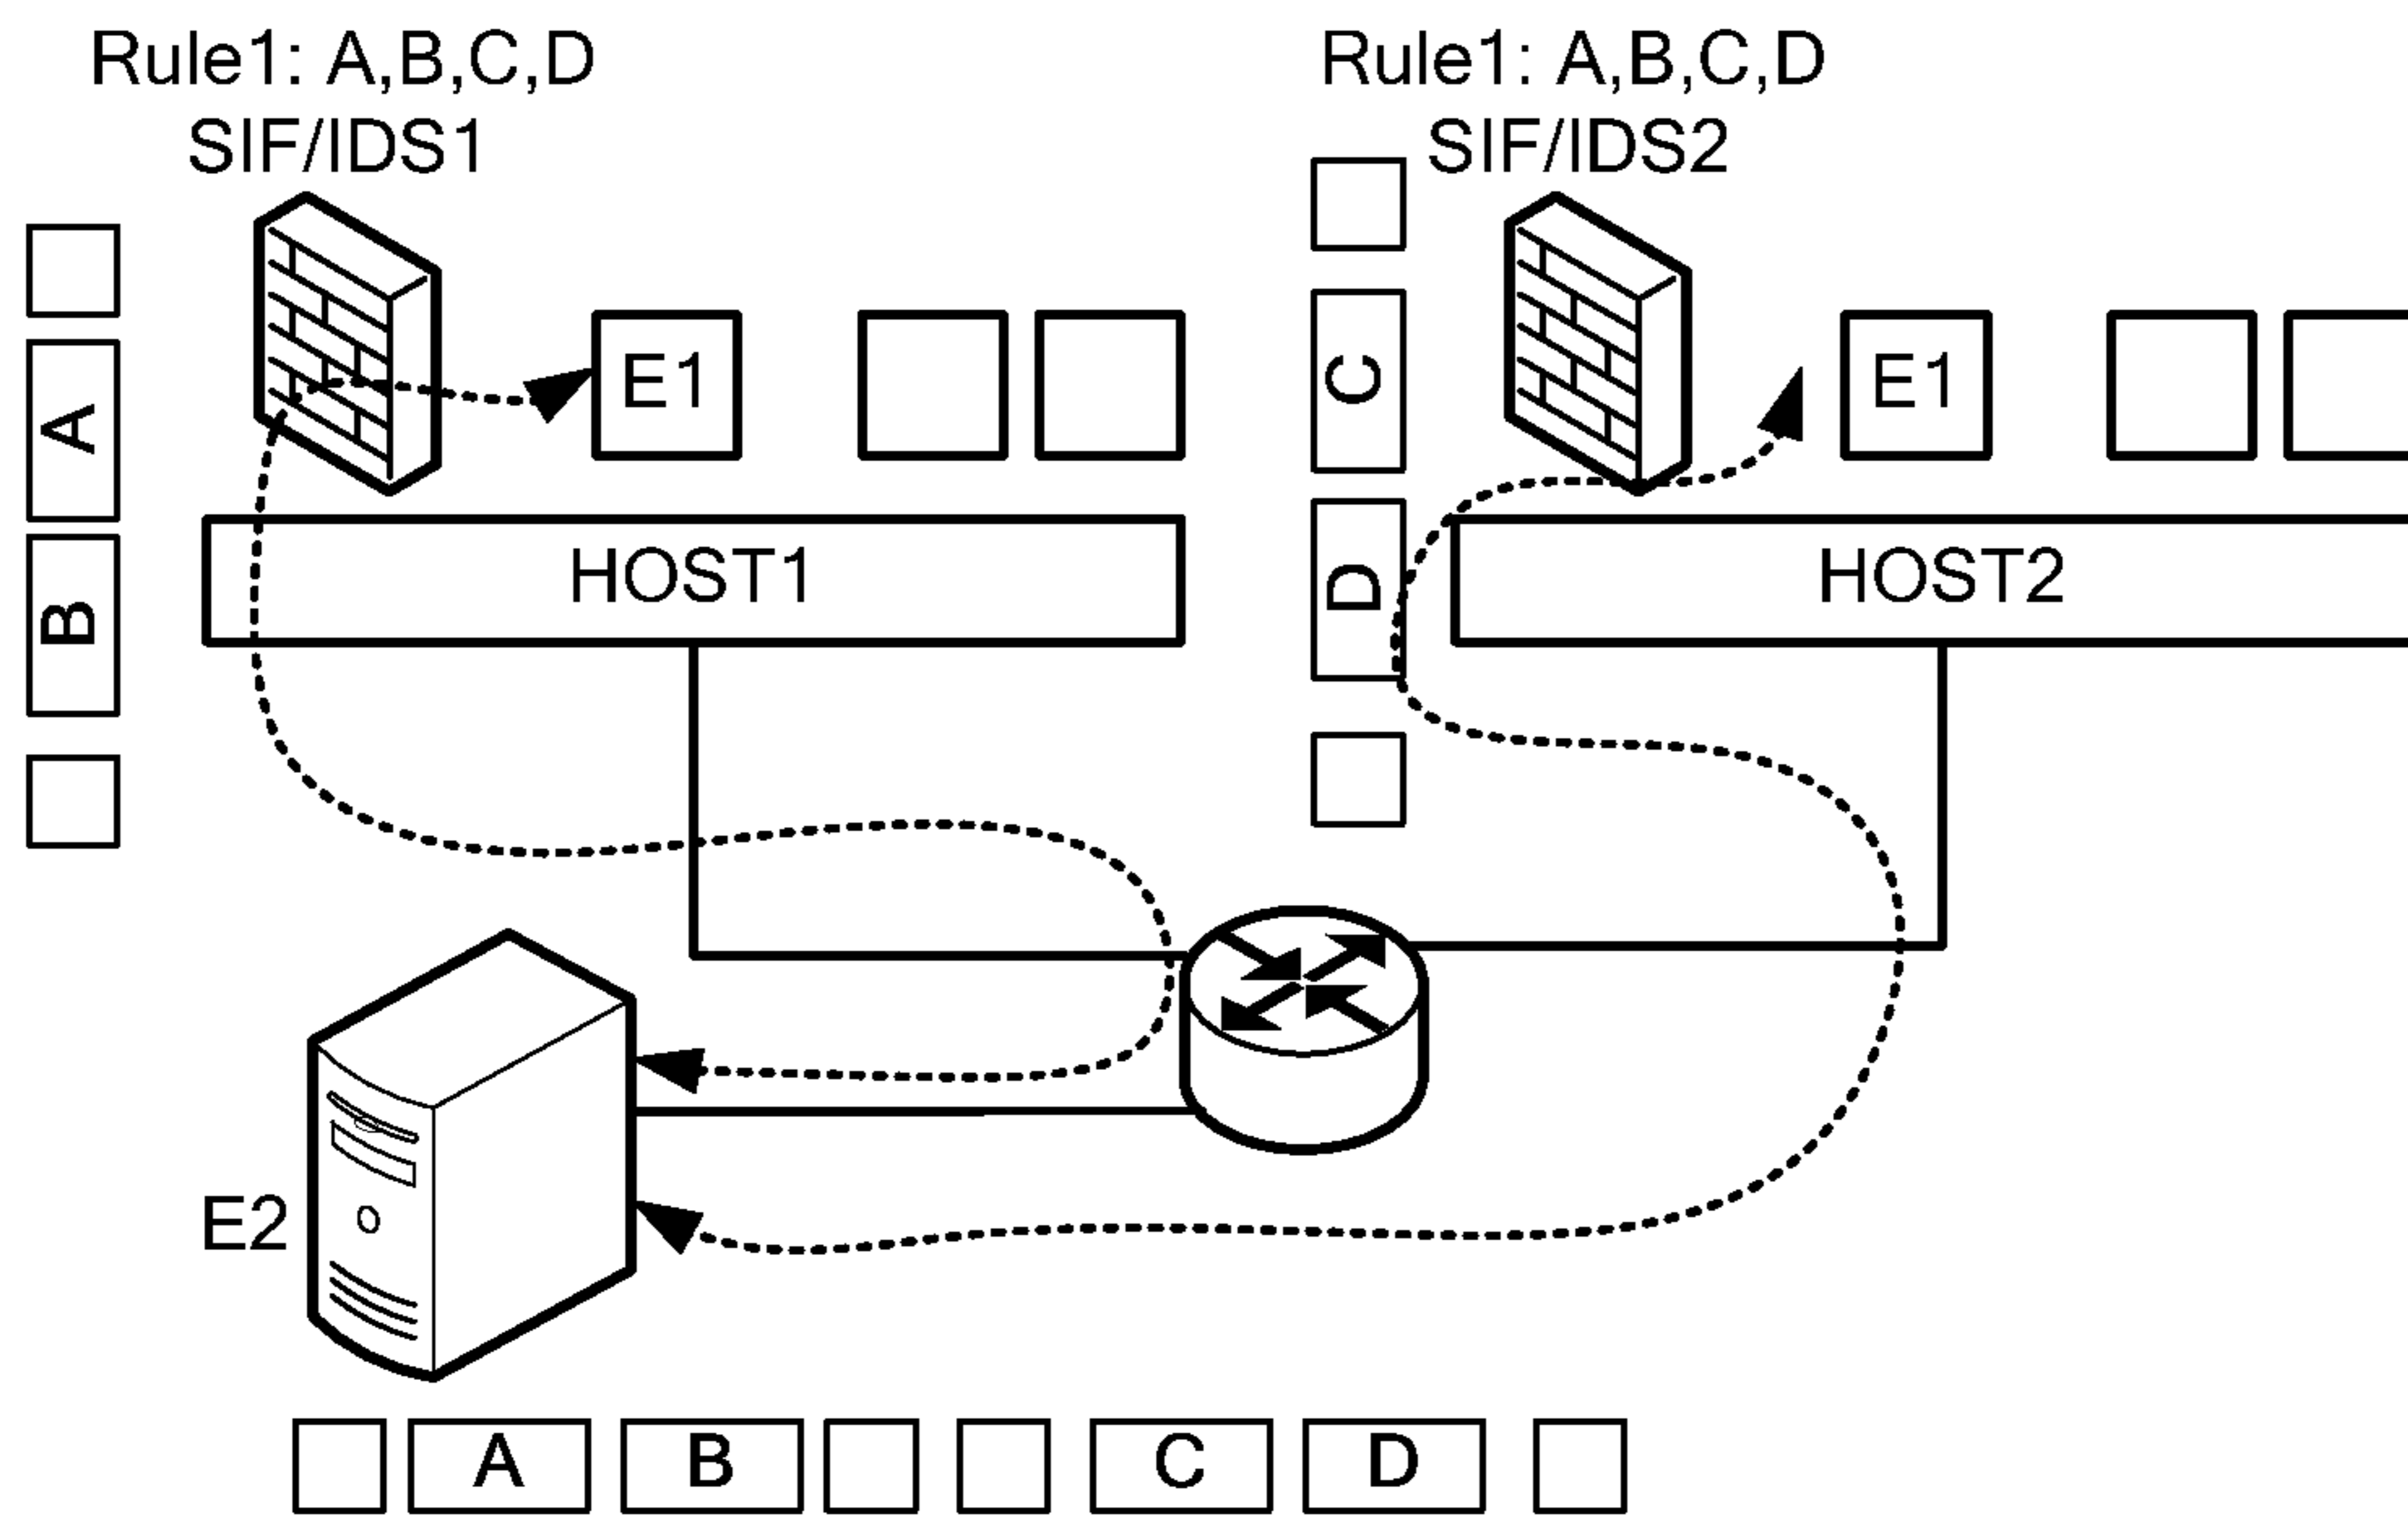 Rule1: A,B,C,D
SIF/IDS1
Rule1: A,B,C,D
SIF/IDS2
A
B
E1
HOST1
C
D
E1
HOST2
E2
A
B
C
D